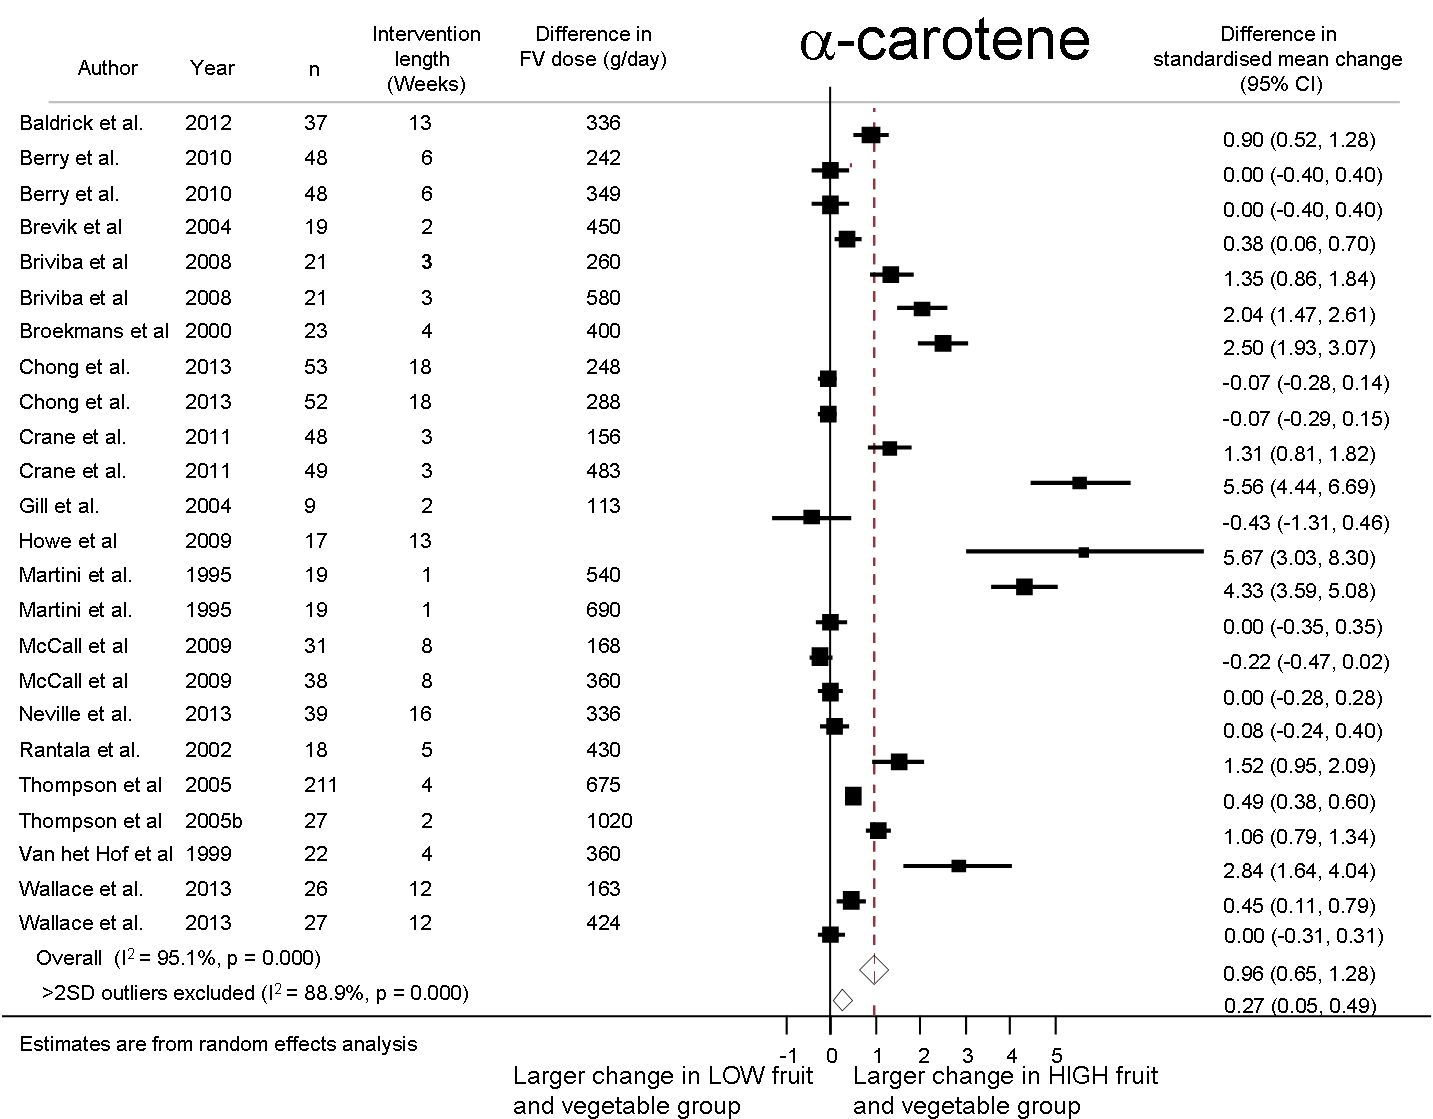 α-carotene
Author Year n Intervention length (Weeks) Difference in FV dose (g/day) Difference in standardised mean change (95% CI)
Baldrick et al. 2012 37 13 336 0.90 (0.52, 1.28)
Berry et al. 2010 48 6 242 0.00 (-0.40, 0.40)
Berry et al. 2010 48 6 349 0.00 (-0.40, 0.40)
Brevik et al 2004 19 2 450 0.38 (0.06, 0.70)
Briviba et al 2008 21 3 260 1.35 (0.86, 1.84)
Briviba et al 2008 21 3 580 2.04 (1.47, 2.61)
Broekmans et al 2000 23 4 400 2.50 (1.93, 3.07)
Chong et al. 2013 53 18 248 -0.07 (-0.28, 0.14)
Chong et al. 2013 52 18 288 -0.07 (-0.29, 0.15)
Crane et al. 2011 48 3 156 1.31 (0.81, 1.82)
Crane et al. 2011 49 3 483 5.56 (4.44, 6.69)
Gill et al. 2004 9 2 113 -0.43 (-1.31, 0.46)
Howe et al 2009 17 13 5.67 (3.03, 8.30)
Martini et al. 1995 19 1 540 4.33 (3.59, 5.08)
Martini et al. 1995 19 1 690 0.00 (-0.35, 0.35)
McCall et al 2009 31 8 168 -0.22 (-0.47, 0.02)
McCall et al 2009 38 8 360 0.00 (-0.28, 0.28)
Neville et al. 2013 39 16 336 0.08 (-0.24, 0.40)
Rantala et al. 2002 18 5 430 1.52 (0.95, 2.09)
Thompson et al 2005 211 4 675 0.49 (0.38, 0.60)
Thompson et al 2005b 27 2 1020 1.06 (0.79, 1.34)
Van het Hof et al 1999 22 4 360 2.84 (1.64, 4.04)
Wallace et al. 2013 26 12 163 0.45 (0.11, 0.79)
Wallace et al. 2013 27 12 424 0.00 (-0.31, 0.31)
Overall (I² = 95.1%, p = 0.000) 0.96 (0.65, 1.28)
>2SD outliers excluded (I² = 88.9%, p = 0.000) 0.27 (0.05, 0.49)
Estimates are from random effects analysis
-1 0 1 2 3 4 5
Larger change in LOW fruit
and vegetable group
Larger change in HIGH fruit
and vegetable group